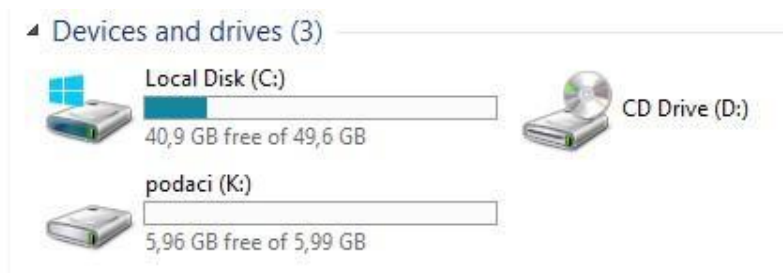 Devices and drives (3)
Local Disk (C:)
40,9 GB free of 49,6 GB
CD Drive (D:)
podaci (K:)
5,96 GB free of 5,99 GB